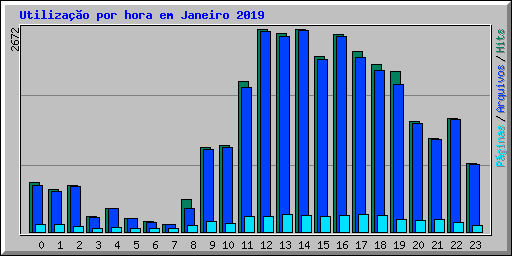 Utilização por hora em Janeiro 2019
2672
Páginas / Arquivos / Hits
0 1 2 3 4 5 6 7 8 9 10 11 12 13 14 15 16 17 18 19 20 21 22 23